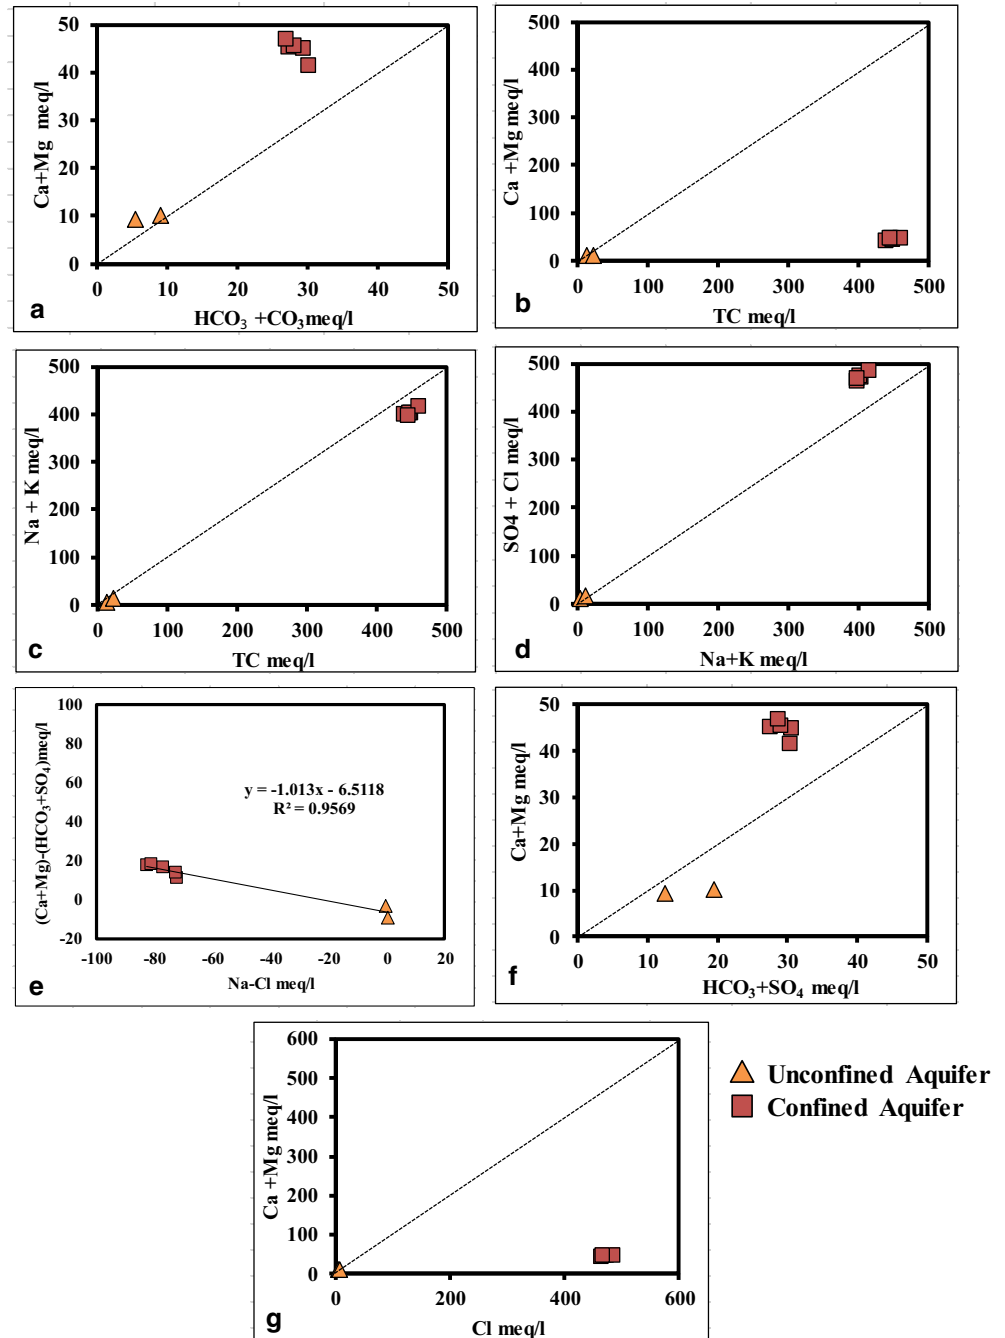 50
40
30
20
10
0
Ca+Mg meq/l
0 10 20 30 40 50
a
HCO₃ +CO₃meq/l
500
400
300
200
100
0
Ca +Mg meq/l
0 100 200 300 400 500
b
TC meq/l
500
400
300
200
100
0
Na + K meq/l
0 100 200 300 400 500
c
TC meq/l
500
400
300
200
100
0
SO4 + Cl meq/l
0 100 200 300 400 500
d
Na+K meq/l
100
80
60
40
20
0
-20
(Ca+Mg)-(HCO₃+SO₄)meq/l
y = -1.013x - 6.5118
R² = 0.9569
-100 -80 -60 -40 -20 0 20
e
Na-Cl meq/l
50
40
30
20
10
0
Ca+Mg meq/l
0 10 20 30 40 50
f
HCO₃+SO₄ meq/l
600
500
400
300
200
100
0
Ca +Mg meq/l
0 200 400 600
g
Cl meq/l
Unconfined Aquifer
Confined Aquifer